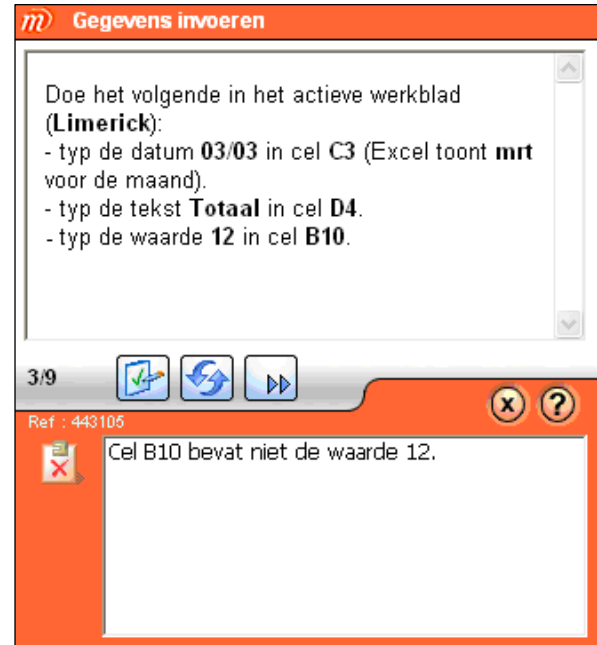 m Gegevens invoeren
Doe het volgende in het actieve werkblad
(Limerick):
- typ de datum 03/03 in cel C3 (Excel toont mrt
voor de maand).
- typ de tekst Totaal in cel D4.
- typ de waarde 12 in cel B10.
3/9
x ?
Ref : 443105
Cel B10 bevat niet de waarde 12.